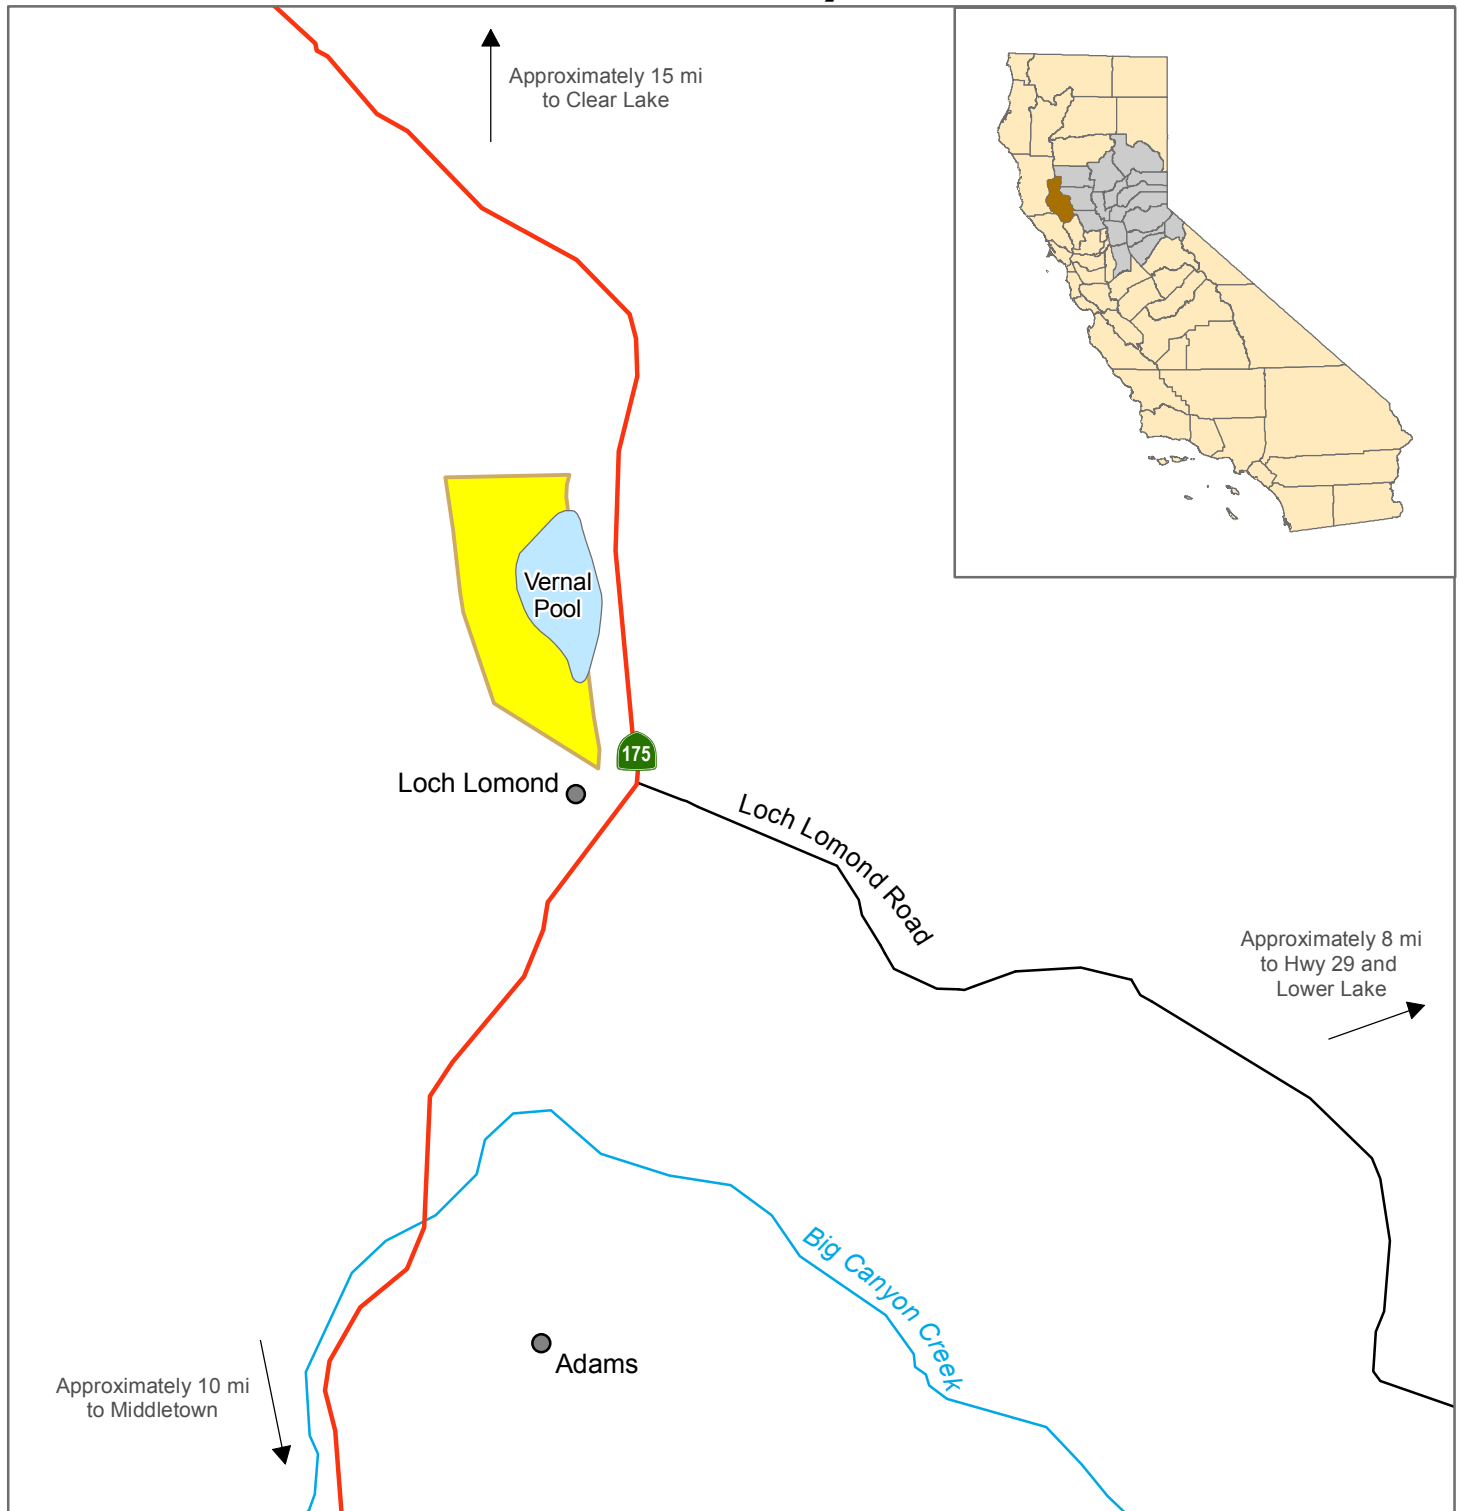 Approximately 15 mi
to Clear Lake
Vernal
Pool
175
Loch Lomond
Loch Lomond Road
Approximately 8 mi
to Hwy 29 and
Lower Lake
Big Canyon Creek
Adams
Approximately 10 mi
to Middletown